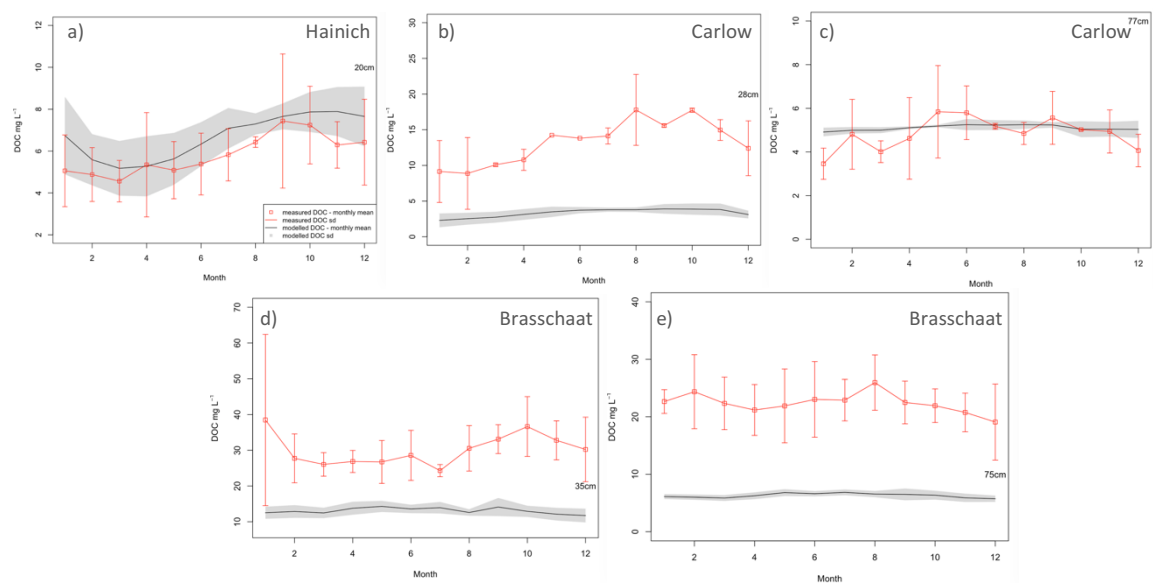 a) Hainich
20cm
12
10
8
6
4
2
DOC mg L⁻¹
measured DOC - monthly mean
measured DOC sd
modelled DOC - monthly mean
modelled DOC sd
2 4 6 8 10 12
Month
b) Carlow
28cm
30
25
20
15
10
5
0
DOC mg L⁻¹
2 4 6 8 10 12
Month
c) Carlow
77cm
10
8
6
4
2
0
DOC mg L⁻¹
2 4 6 8 10 12
Month
d) Brasschaat
35cm
70
60
50
40
30
20
10
DOC mg L⁻¹
2 4 6 8 10 12
Month
e) Brasschaat
75cm
40
30
20
10
0
DOC mg L⁻¹
2 4 6 8 10 12
Month